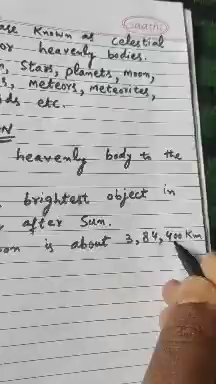 Saathi
are known as celestial
or heavenly bodies.
, Stars, planets, Moon,
s, meteors, meteorites,
ds etc.
N
heavenly body to the
brightest object in
after Sun.
oon is about 3,84,400 Km